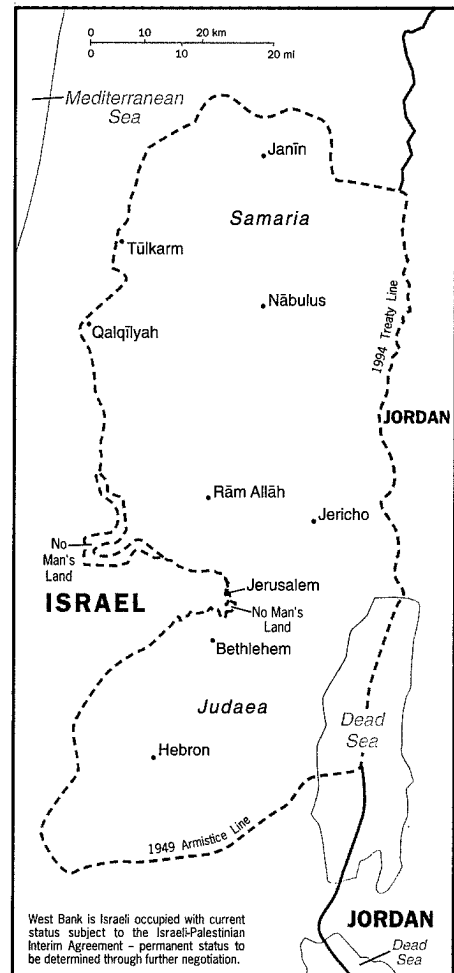 0 10 20 km
0 10 20 mi
Mediterranean
Sea
Janīn
Samaria
Tūlkarm
Nābulus
Qalqīlyah
1994 Treaty Line
JORDAN
Rām Allāh
Jericho
No
Man's
Land
Jerusalem
ISRAEL
No Man's
Land
Bethlehem
Judaea
Dead
Sea
Hebron
1949 Armistice Line
West Bank is Israeli occupied with current
status subject to the Israeli-Palestinian
Interim Agreement – permanent status to
be determined through further negotiation.
JORDAN
Dead
Sea